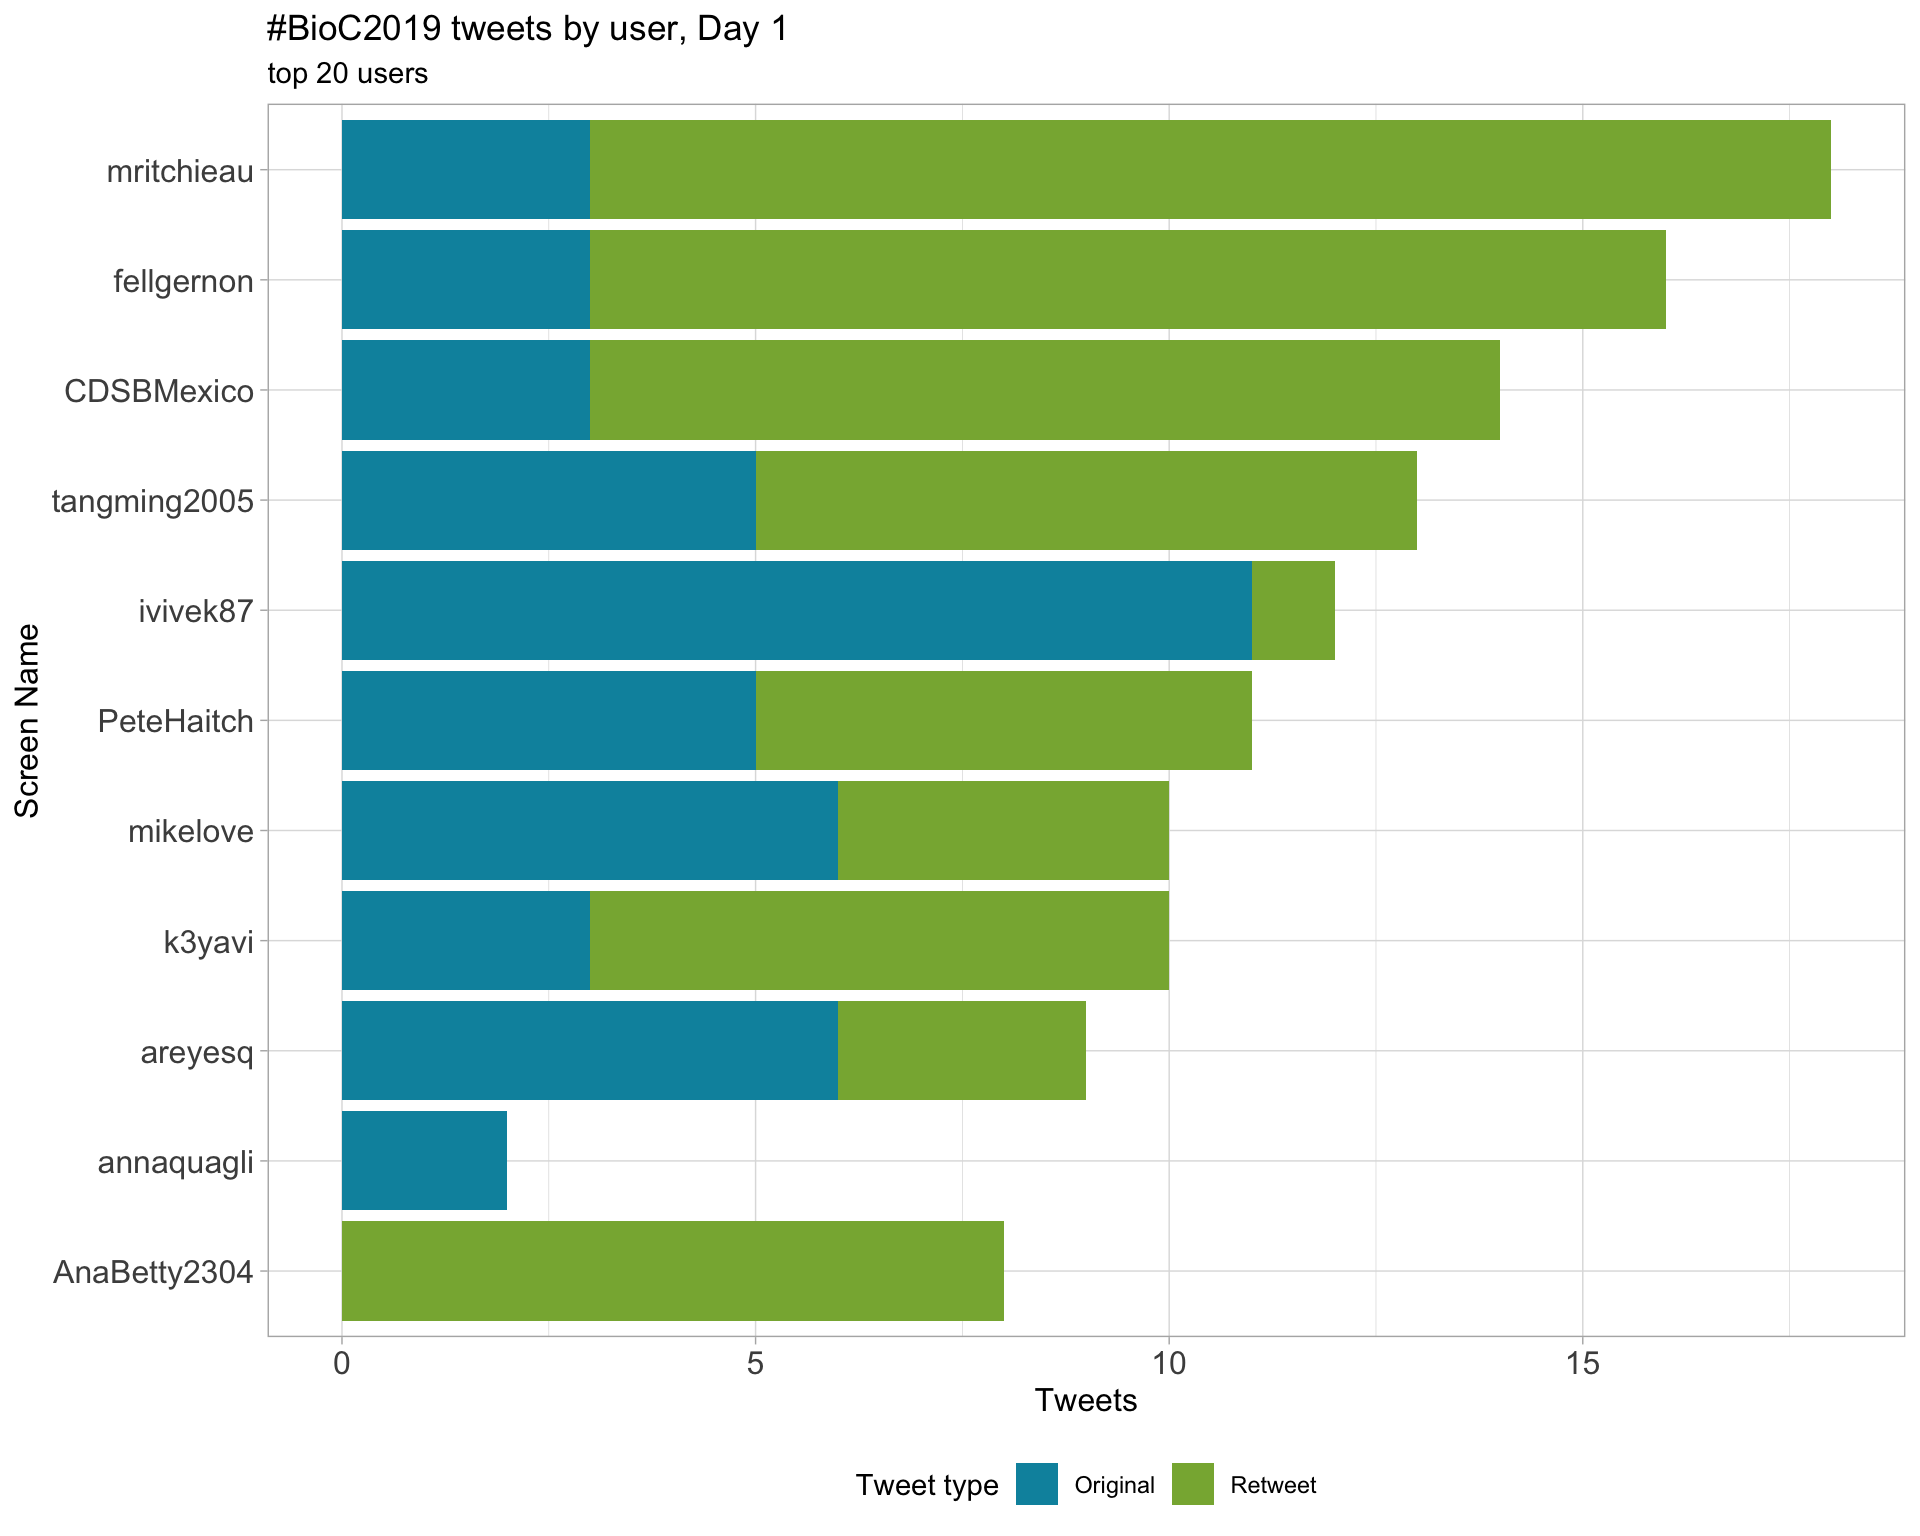 #BioC2019 tweets by user, Day 1
top 20 users
Screen Name
mritchieau
fellgernon
CDSBMexico
tangming2005
ivivek87
PeteHaitch
mikelove
k3yavi
areyesq
annaquagli
AnaBetty2304
0 5 10 15
Tweets
Tweet type Original Retweet